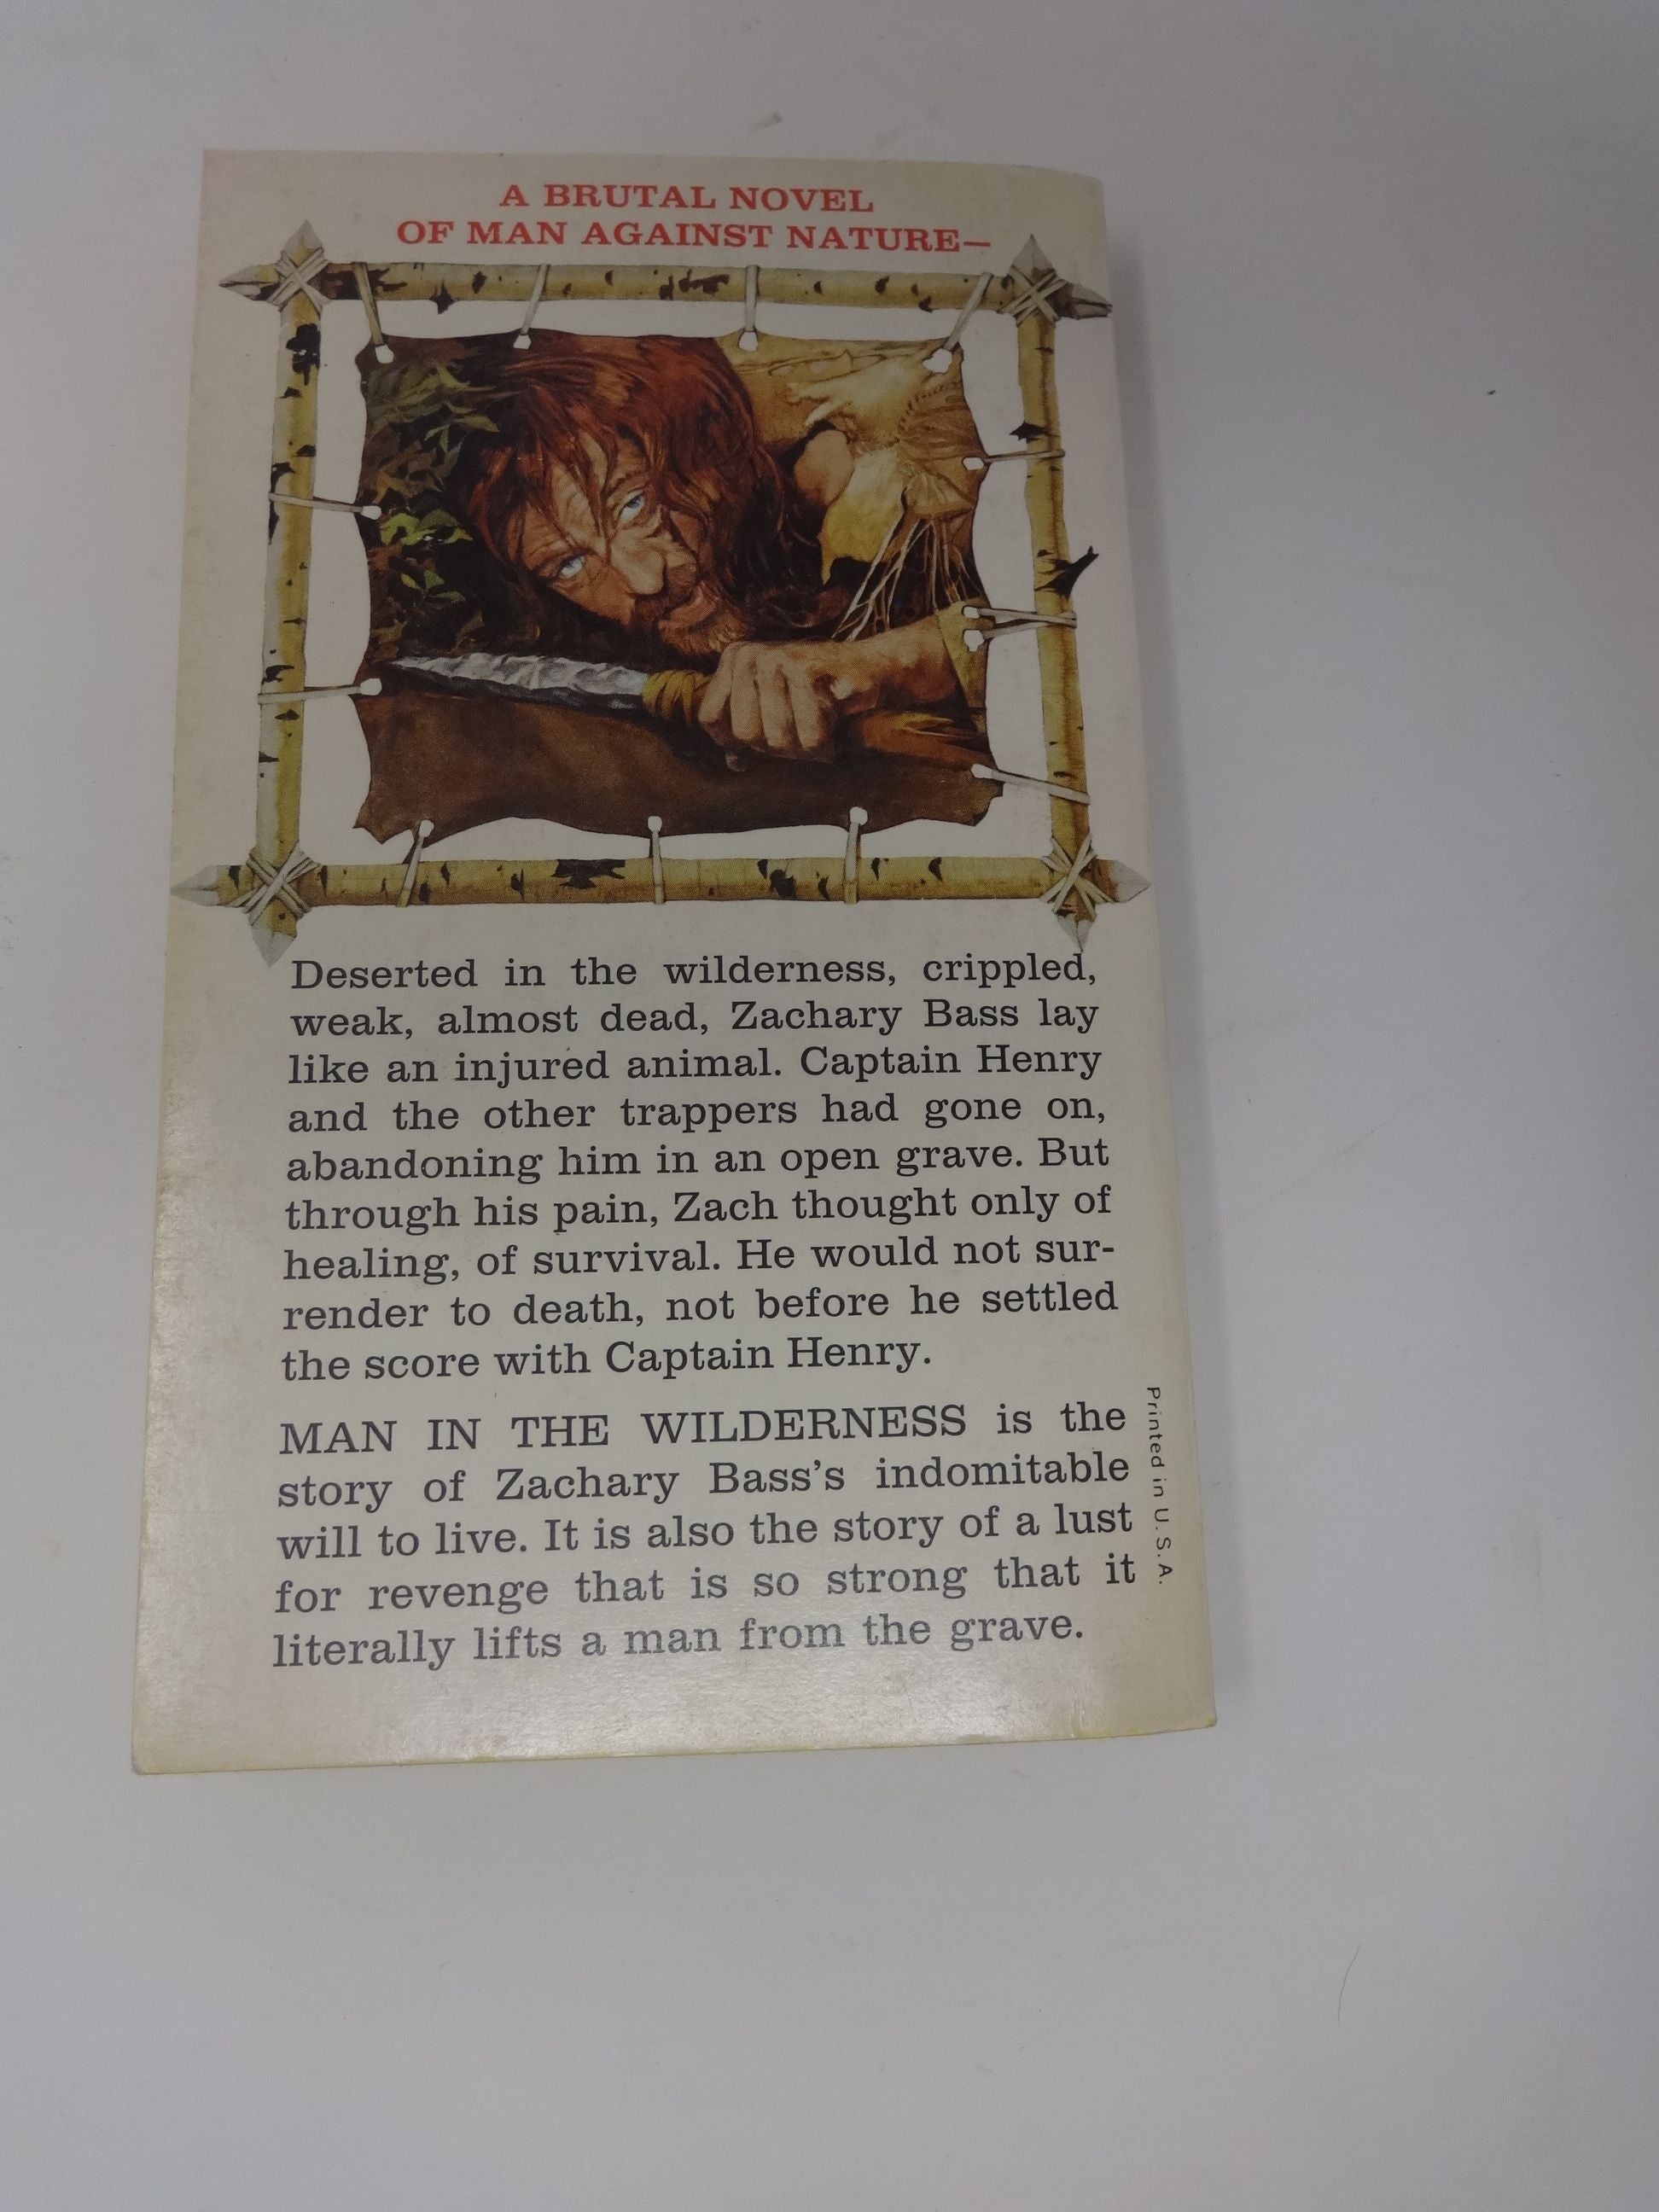 A BRUTAL NOVEL
OF MAN AGAINST NATURE—
Deserted in the wilderness, crippled,
weak, almost dead, Zachary Bass lay
like an injured animal. Captain Henry
and the other trappers had gone on,
abandoning him in an open grave. But
through his pain, Zach thought only of
healing, of survival. He would not sur-
render to death, not before he settled
the score with Captain Henry.
MAN IN THE WILDERNESS is the
story of Zachary Bass's indomitable
will to live. It is also the story of a lust
for revenge that is so strong that it
literally lifts a man from the grave.
Printed in U.S.A.